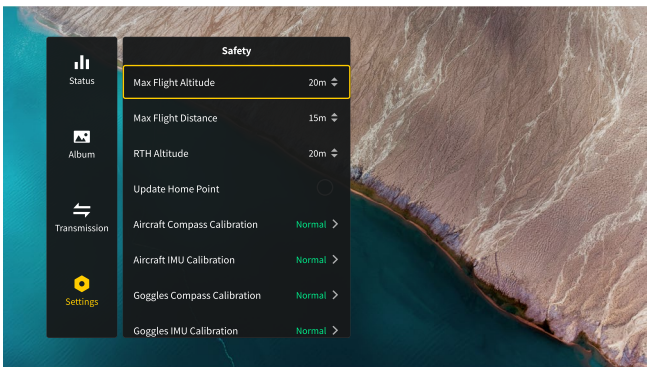 Safety
Status
Max Flight Altitude 20m
Max Flight Distance 15m
Album
RTH Altitude 20m
Update Home Point
Transmission
Aircraft Compass Calibration Normal
Aircraft IMU Calibration Normal
Settings
Goggles Compass Calibration Normal
Goggles IMU Calibration Normal